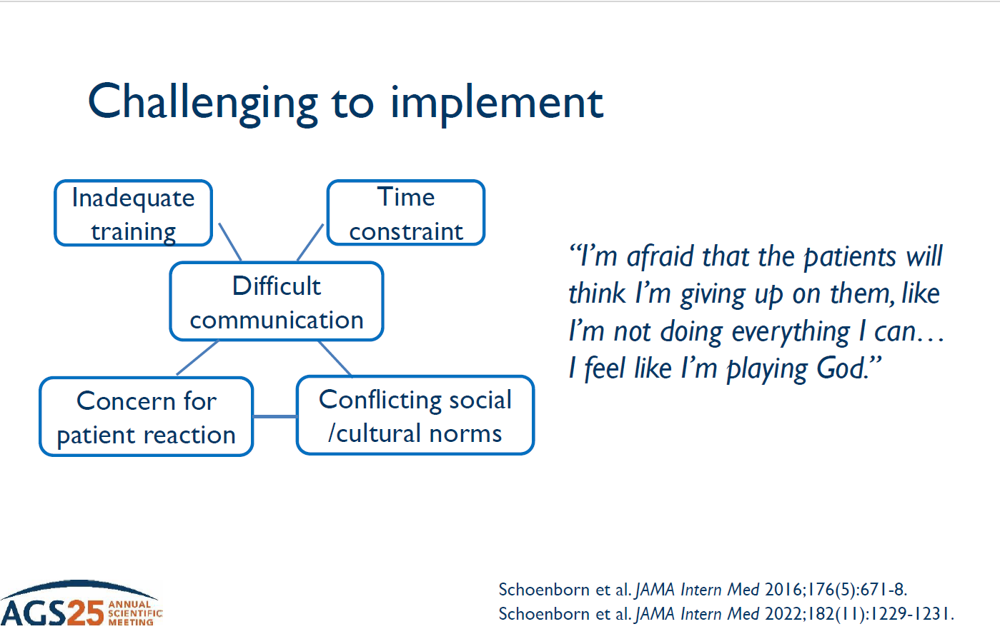 Challenging to implement
Inadequate
training
Time
constraint
Difficult
communication
Concern for
patient reaction
Conflicting social
/cultural norms
“I’m afraid that the patients will
think I’m giving up on them, like
I’m not doing everything I can…
I feel like I’m playing God.”
Schoenborn et al. JAMA Intern Med 2016;176(5):671-8.
Schoenborn et al. JAMA Intern Med 2022;182(11):1229-1231.
AGS25
ANNUAL
SCIENTIFIC
MEETING